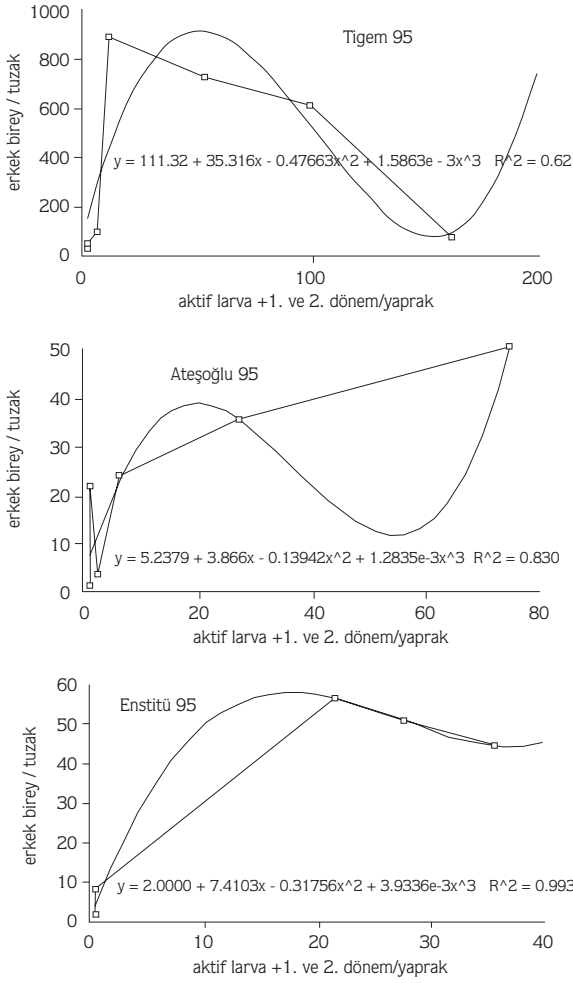 Tigem 95
erkek birey / tuzak
1000
800
600
400
200
0
y = 111.32 + 35.316x - 0.47663x^2 + 1.5863e - 3x^3 R^2 = 0.62
0 100 200
aktif larva +1. ve 2. dönem/yaprak
Ateşoğlu 95
erkek birey / tuzak
50
40
30
20
10
0
y = 5.2379 + 3.866x - 0.13942x^2 + 1.2835e-3x^3 R^2 = 0.830
0 20 40 60 80
aktif larva +1. ve 2. dönem/yaprak
Enstitü 95
erkek birey / tuzak
60
50
40
30
20
10
0
y = 2.0000 + 7.4103x - 0.31756x^2 + 3.9336e-3x^3 R^2 = 0.993
0 10 20 30 40
aktif larva +1. ve 2. dönem/yaprak